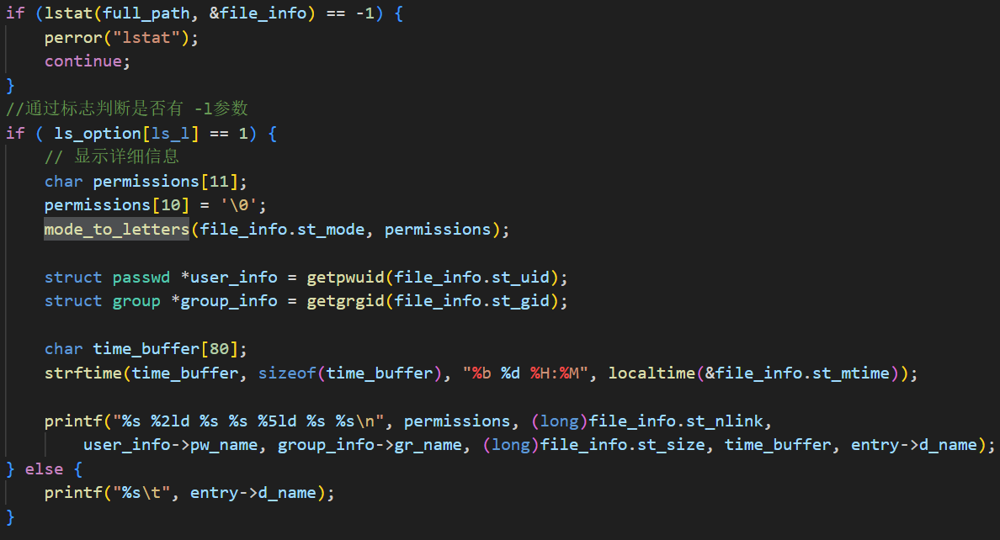 if (lstat(full_path, &file_info) == -1) {
    perror("lstat");
    continue;
}
//通过标志判断是否有 -l参数
if ( ls_option[ls_l] == 1) {
    // 显示详细信息
    char permissions[11];
    permissions[10] = '\0';
    mode_to_letters(file_info.st_mode, permissions);
    struct passwd *user_info = getpwuid(file_info.st_uid);
    struct group *group_info = getgrgid(file_info.st_gid);
    char time_buffer[80];
    strftime(time_buffer, sizeof(time_buffer), "%b %d %H:%M", localtime(&file_info.st_mtime));
    printf("%s %2ld %s %s %5ld %s %s\n", permissions, (long)file_info.st_nlink,
        user_info->pw_name, group_info->gr_name, (long)file_info.st_size, time_buffer, entry->d_name);
} else {
    printf("%s\t", entry->d_name);
}